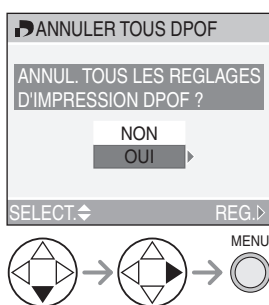 ANNULER TOUS DPOF
ANNUL. TOUS LES REGLAGES
D'IMPRESSION DPOF ?
NON
OUI
SELECT.
REG.
MENU